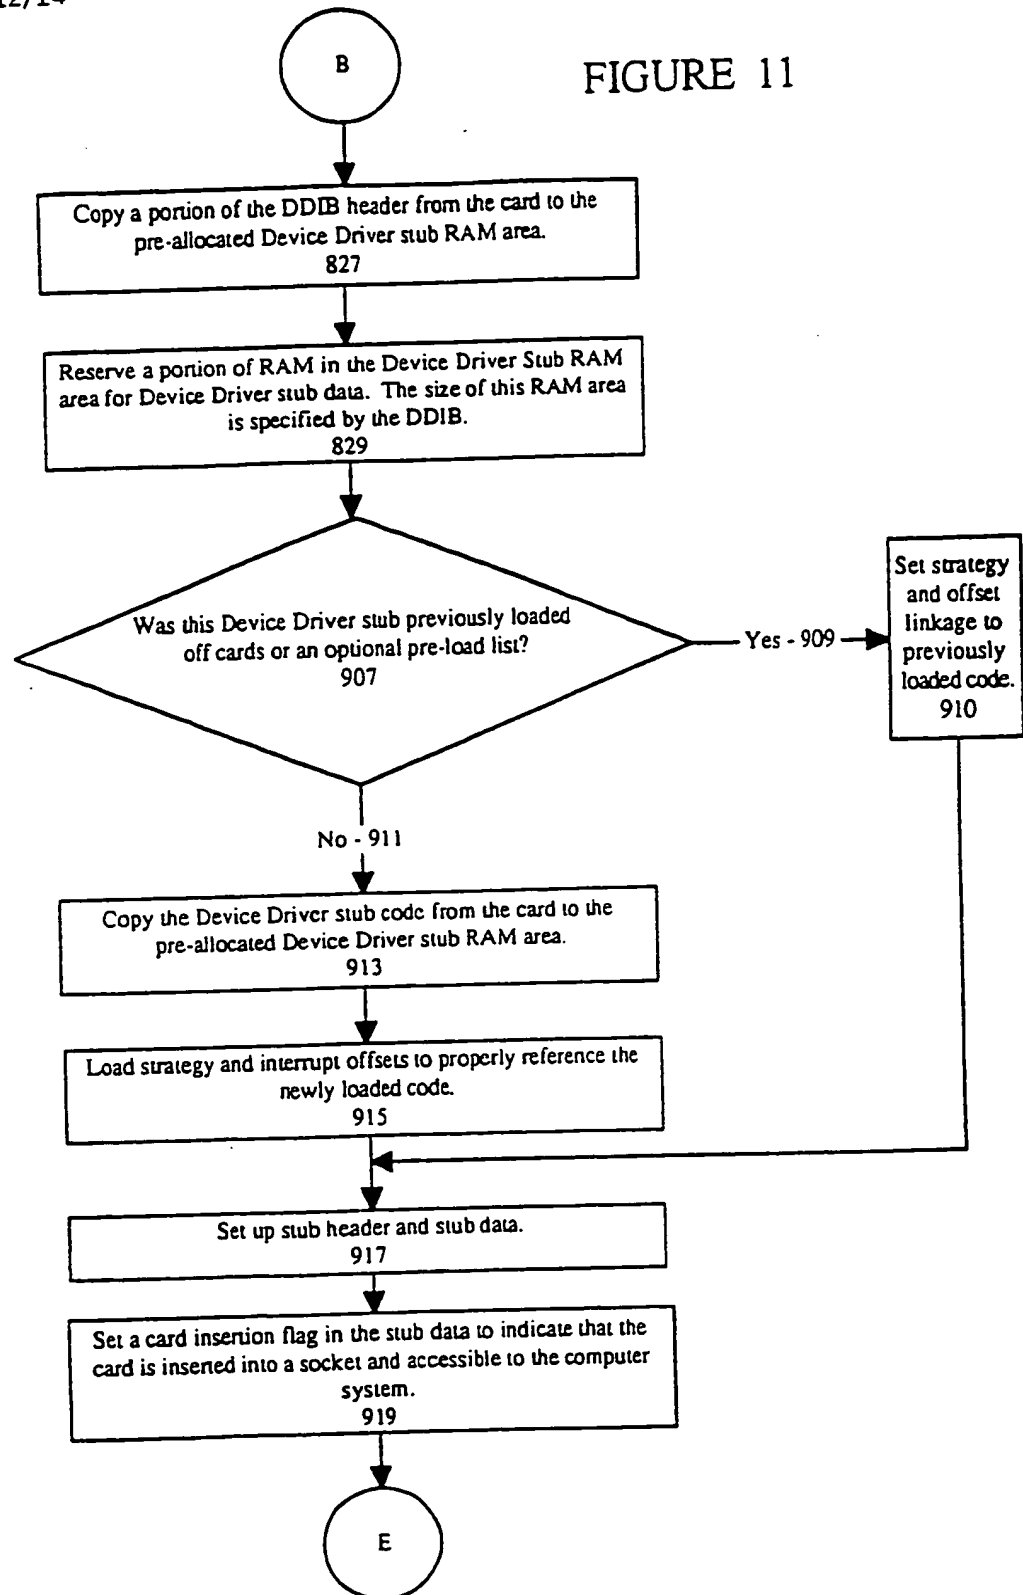 12/14
B
FIGURE 11
Copy a portion of the DDIB header from the card to the
pre-allocated Device Driver stub RAM area.
827
Reserve a portion of RAM in the Device Driver Stub RAM
area for Device Driver stub data. The size of this RAM area
is specified by the DDIB.
829
Was this Device Driver stub previously loaded
off cards or an optional pre-load list?
907
Yes - 909
Set strategy
and offset
linkage to
previously
loaded code.
910
No - 911
Copy the Device Driver stub code from the card to the
pre-allocated Device Driver stub RAM area.
913
Load strategy and interrupt offsets to properly reference the
newly loaded code.
915
Set up stub header and stub data.
917
Set a card insertion flag in the stub data to indicate that the
card is inserted into a socket and accessible to the computer
system.
919
E